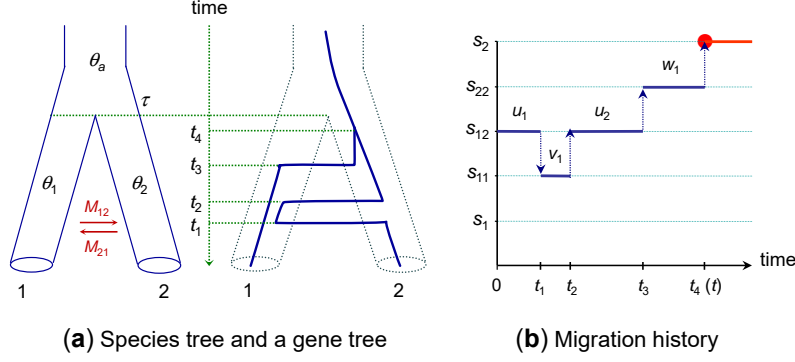 time
θa
τ
t4
t3
θ1
θ2
M12
M21
t2
t1
1
2
1
2
(a) Species tree and a gene tree
s2
w1
s22
u1
u2
s12
v1
s11
s1
time
0
t1
t2
t3
t4 (t)
(b) Migration history